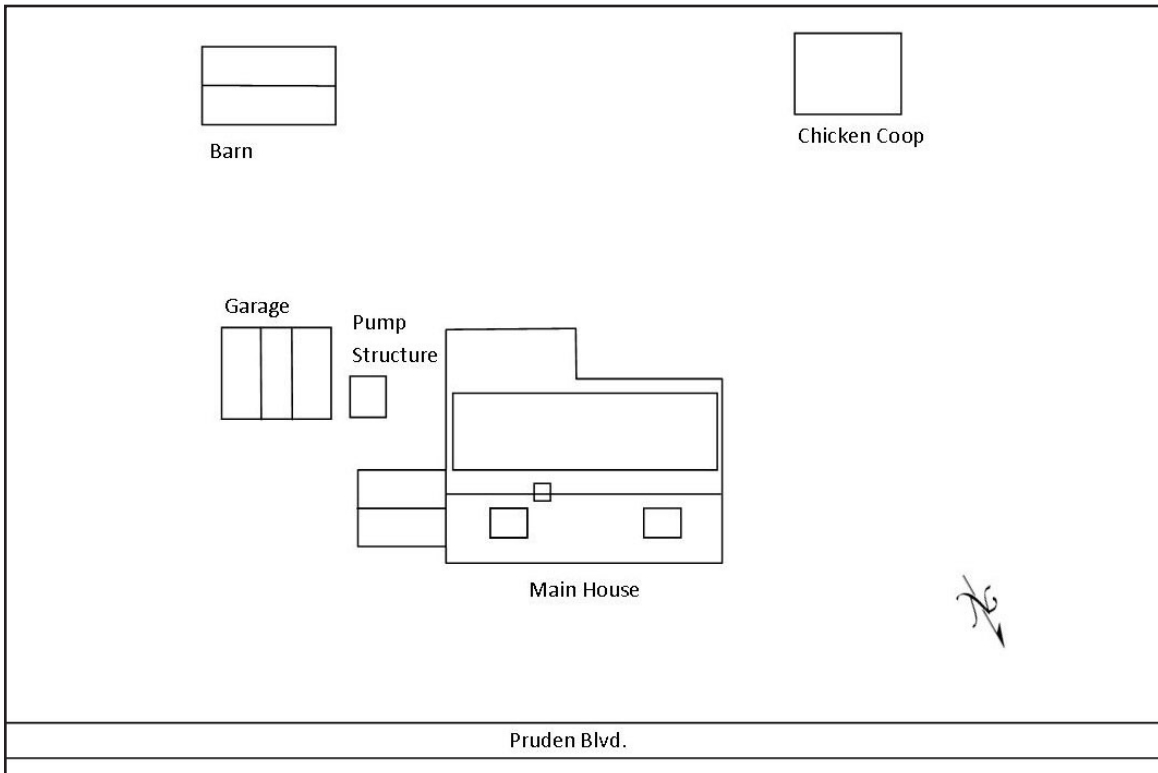 Barn
Chicken Coop
Garage
Pump
Structure
Main House
N
Pruden Blvd.